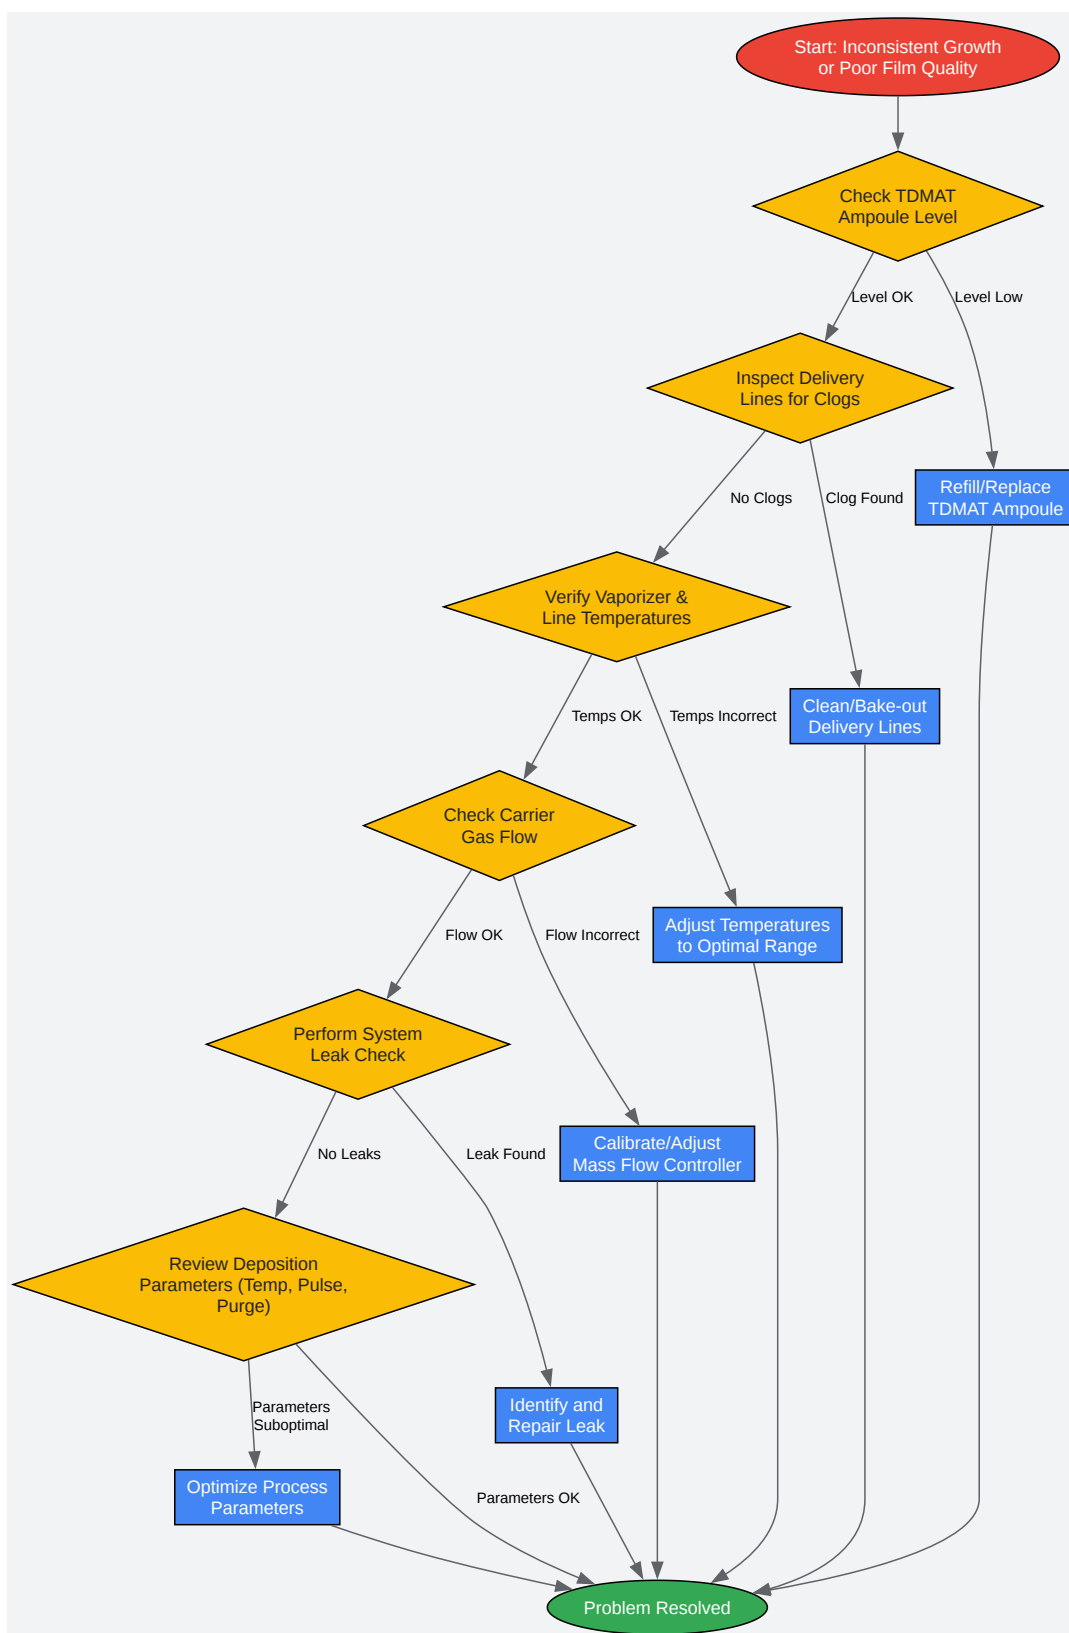 Start: Inconsistent Growth
or Poor Film Quality
Check TDMAT
Ampoule Level
Level OK
Level Low
Inspect Delivery
Lines for Clogs
No Clogs
Clog Found
Refill/Replace
TDMAT Ampoule
Verify Vaporizer &
Line Temperatures
Temps OK
Temps Incorrect
Clean/Bake-out
Delivery Lines
Check Carrier
Gas Flow
Flow OK
Flow Incorrect
Adjust Temperatures
to Optimal Range
Perform System
Leak Check
No Leaks
Leak Found
Calibrate/Adjust
Mass Flow Controller
Review Deposition
Parameters (Temp, Pulse,
Purge)
Parameters
Suboptimal
Identify and
Repair Leak
Optimize Process
Parameters
Parameters OK
Problem Resolved